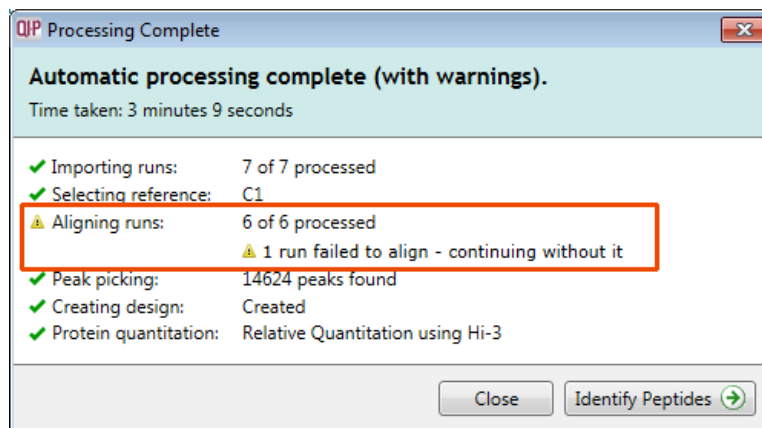 QIP Processing Complete
Automatic processing complete (with warnings).
Time taken: 3 minutes 9 seconds
Importing runs: 7 of 7 processed
Selecting reference: C1
Aligning runs: 6 of 6 processed
1 run failed to align - continuing without it
Peak picking: 14624 peaks found
Creating design: Created
Protein quantitation: Relative Quantitation using Hi-3
Close Identify Peptides